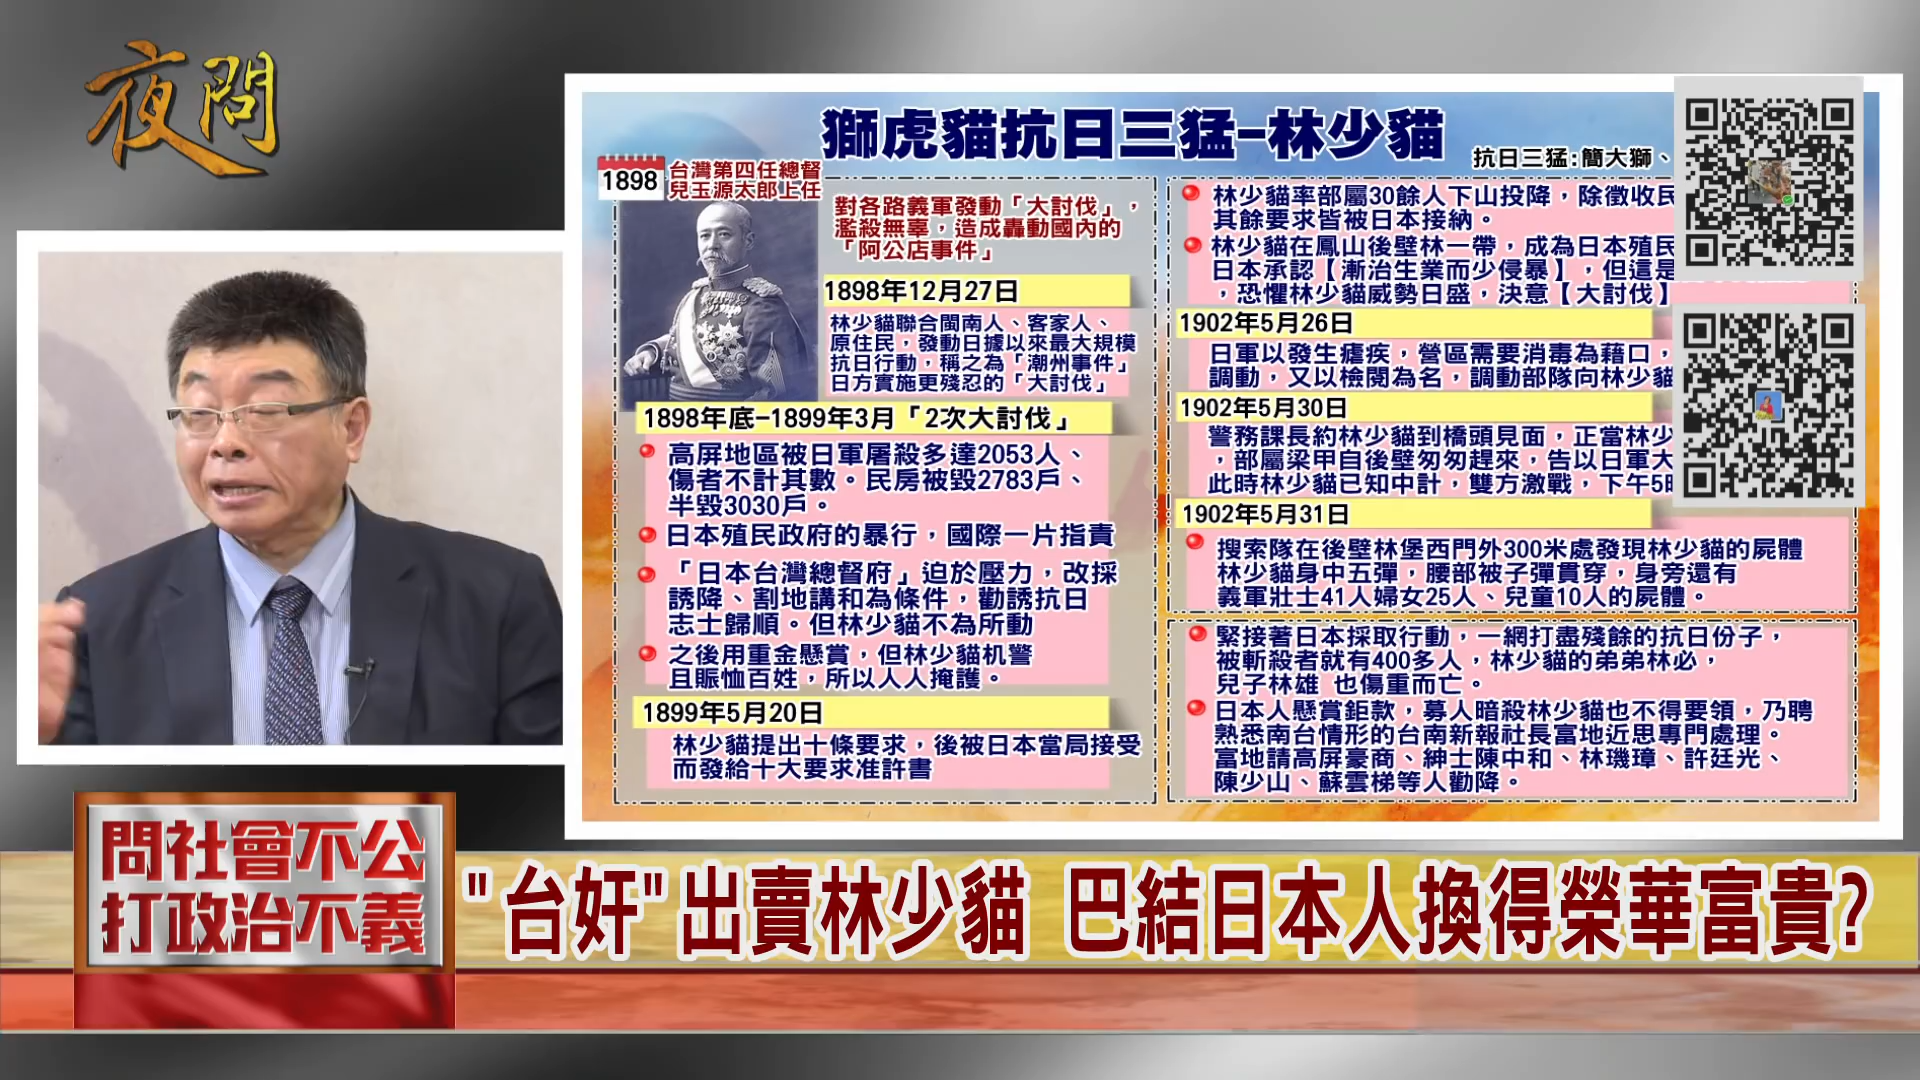 夜問
獅虎貓抗日三猛-林少貓
抗日三猛:簡大獅、
1898
台灣第四任總督
兒玉源太郎上任
對各路義軍發動「大討伐」,
濫殺無辜,造成轟動國內的
「阿公店事件」
1898年12月27日
林少貓聯合閩南人、客家人、
原住民,發動日據以來最大規模
抗日行動,稱之為「潮州事件」
日方實施更殘忍的「大討伐」
1898年底-1899年3月「2次大討伐」
高屏地區被日軍屠殺多達2053人、
傷者不計其數。民房被毀2783戶、
半毀3030戶。
日本殖民政府的暴行,國際一片指責
「日本台灣總督府」迫於壓力,改採
誘降、割地講和為條件,勸誘抗日
志士歸順。但林少貓不為所動
之後用重金懸賞,但林少貓机警
且賑恤百姓,所以人人掩護。
1899年5月20日
林少貓提出十條要求,後被日本當局接受
而發給十大要求准許書
林少貓率部屬30餘人下山投降,除徵收民
其餘要求皆被日本接納。
林少貓在鳳山後壁林一帶,成為日本殖民
日本承認【漸治生業而少侵暴】,但這是
,恐懼林少貓威勢日盛,決意【大討伐】
1902年5月26日
日軍以發生瘧疾,營區需要消毒為藉口,
調動,又以檢閱為名,調動部隊向林少貓
1902年5月30日
警務課長約林少貓到橋頭見面,正當林少
,部屬梁甲自後壁匆匆趕來,告以日軍大
此時林少貓已知中計,雙方激戰,下午5時
1902年5月31日
搜索隊在後壁林堡西門外300米處發現林少貓的屍體
林少貓身中五彈,腰部被子彈貫穿,身旁還有
義軍壯士41人婦女25人、兒童10人的屍體。
緊接著日本採取行動,一網打盡殘餘的抗日份子,
被斬殺者就有400多人,林少貓的弟弟林必,
兒子林雄 也傷重而亡。
日本人懸賞鉅款,募人暗殺林少貓也不得要領,乃聘
熟悉南台情形的台南新報社長富地近思專門處理。
富地請高屏豪商、紳士陳中和、林璣璋、許廷光、
陳少山、蘇雲梯等人勸降。
問社會不公
打政治不義
"台奸"出賣林少貓 巴結日本人換得榮華富貴?